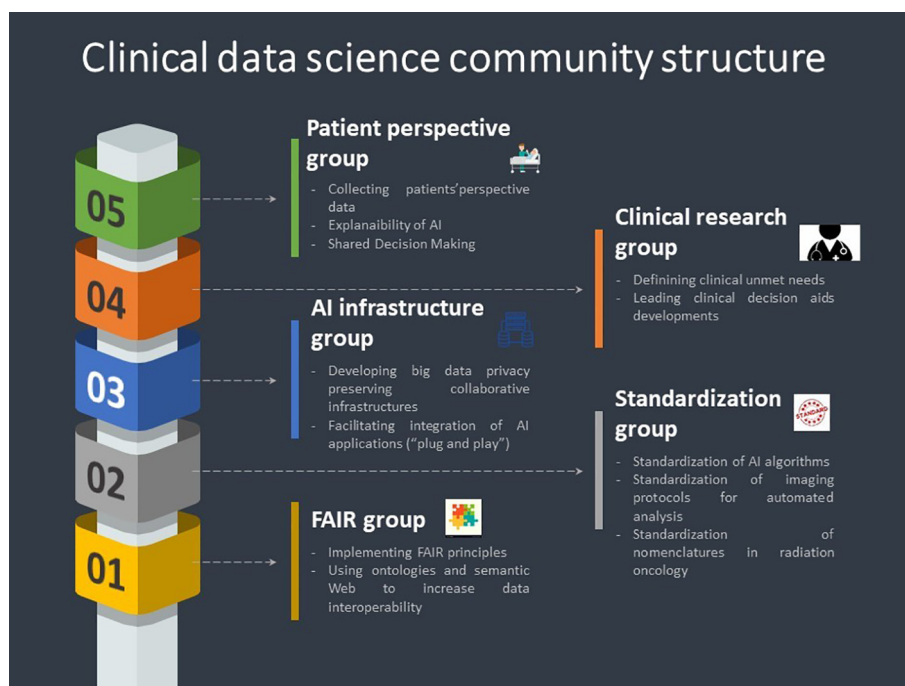 Clinical data science community structure
05
Patient perspective
group
- Collecting patients'perspective
data
- Explanaibility of AI
- Shared Decision Making
04
Clinical research
group
- Definining clinical unmet needs
- Leading clinical decision aids
developments
03
AI infrastructure
group
- Developing big data privacy
preserving collaborative
infrastructures
- Facilitating integration of AI
applications (“plug and play”)
02
Standardization
group
STANDARD
- Standardization of AI algorithms
- Standardization of imaging
protocols for automated
analysis
- Standardization of
nomenclatures in radiation
oncology
01
FAIR group
- Implementing FAIR principles
- Using ontologies and semantic
Web to increase data
interoperability